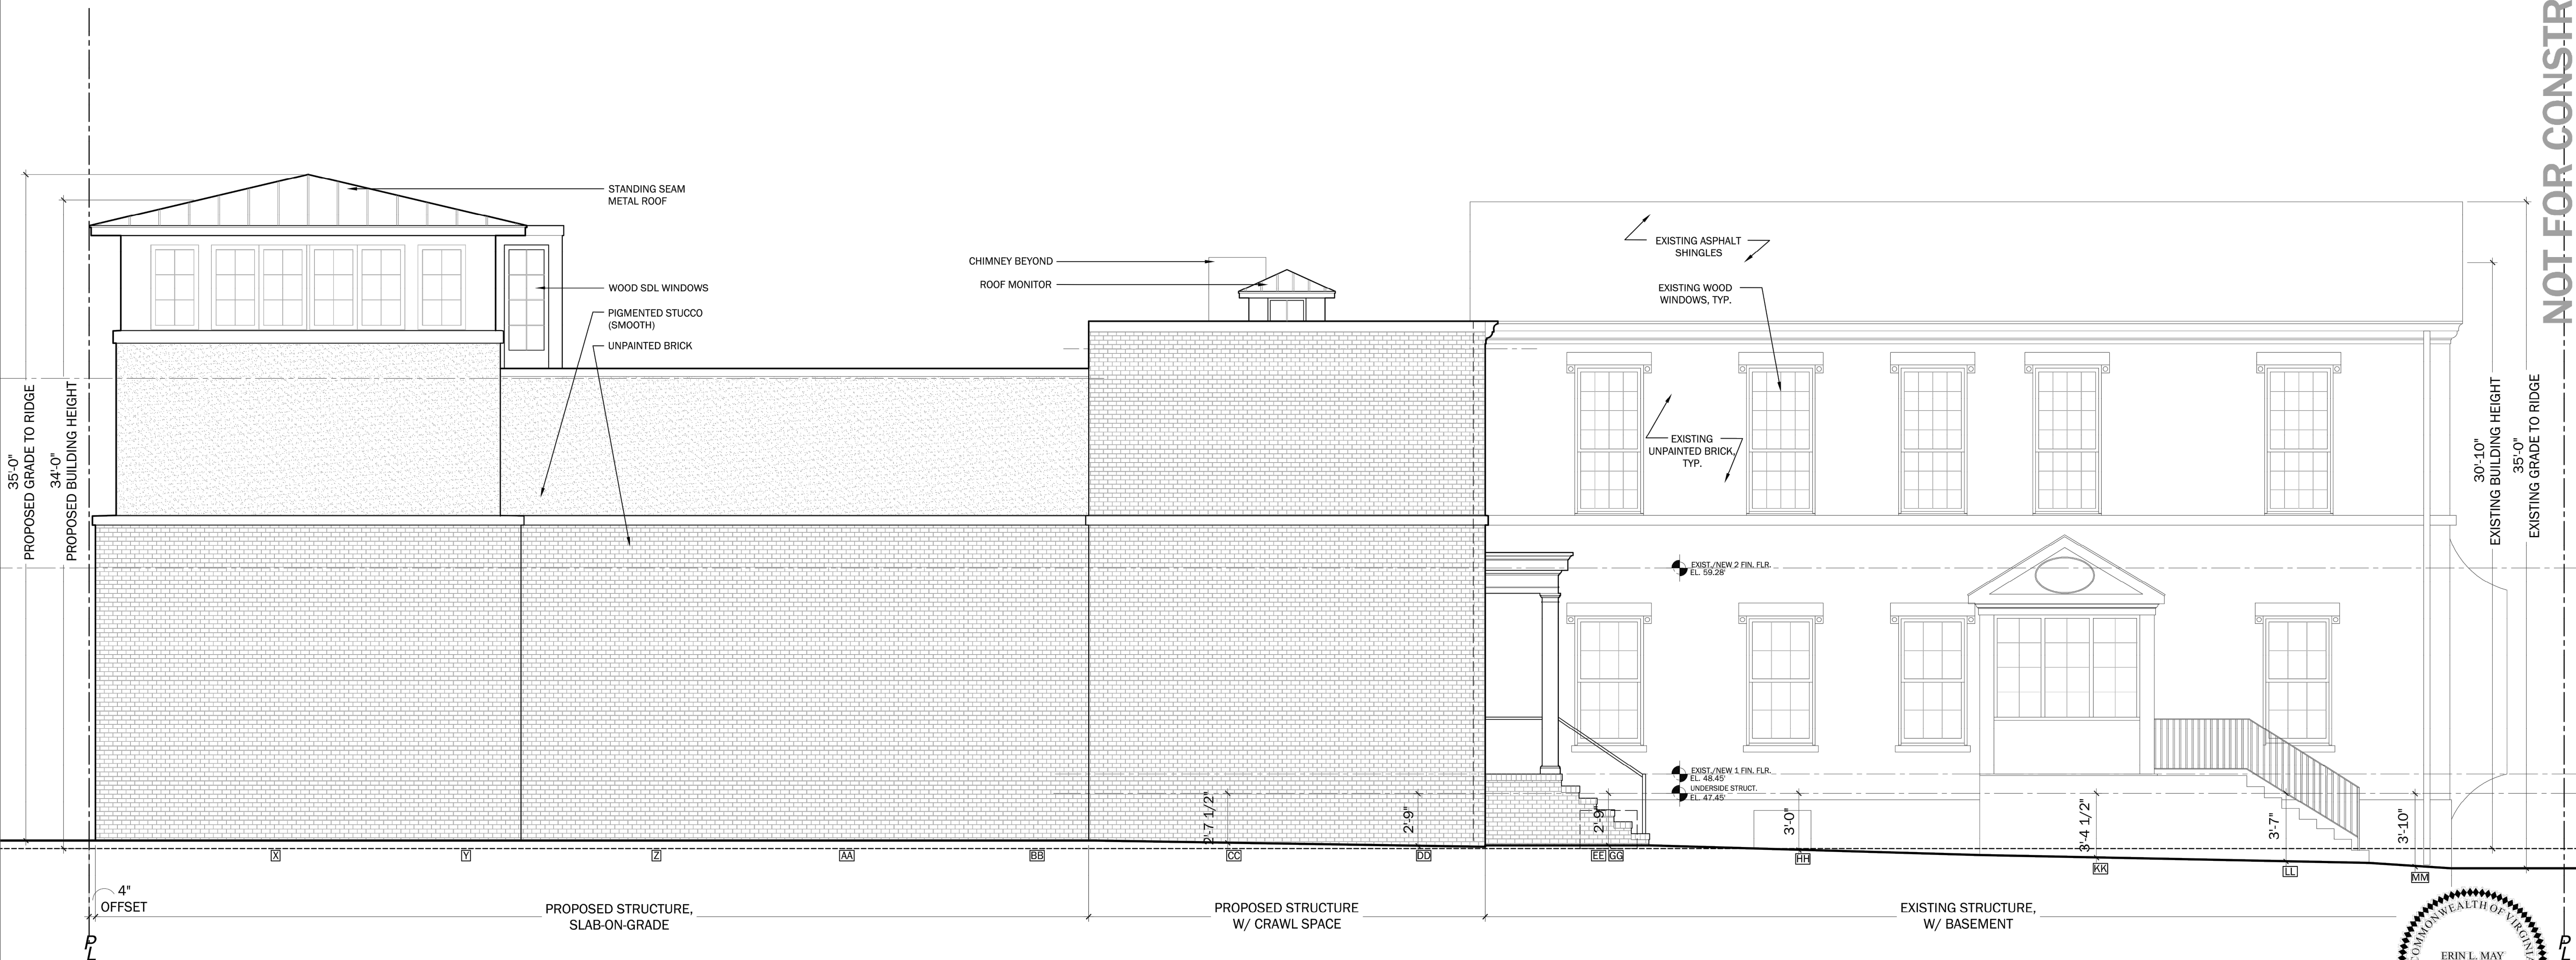 NOT FOR CONSTR
STANDING SEAM
METAL ROOF
WOOD SDL WINDOWS
PIGMENTED STUCCO
(SMOOTH)
UNPAINTED BRICK
CHIMNEY BEYOND
ROOF MONITOR
EXISTING ASPHALT
SHINGLES
EXISTING WOOD
WINDOWS, TYP.
EXISTING
UNPAINTED BRICK,
TYP.
35'-0"
PROPOSED GRADE TO RIDGE
34'-0"
PROPOSED BUILDING HEIGHT
30'-10"
EXISTING BUILDING HEIGHT
35'-0"
EXISTING GRADE TO RIDGE
EXIST./NEW 2 FIN. FLR.
EL. 59.28'
EXIST./NEW 1 FIN. FLR.
EL. 48.45'
UNDERSIDE STRUCT.
EL. 47.45'
2'-7 1/2"
2'-9"
2'-9"
3'-0"
3'-4 1/2"
3'-7"
3'-10"
X
Y
Z
AA
BB
CC
DD
EE
GG
HH
KK
LL
MM
4"
OFFSET
PROPOSED STRUCTURE,
SLAB-ON-GRADE
PROPOSED STRUCTURE
W/ CRAWL SPACE
EXISTING STRUCTURE,
W/ BASEMENT
PL
PL
COMMONWEALTH OF VIRGINIA
ERIN L. MAY